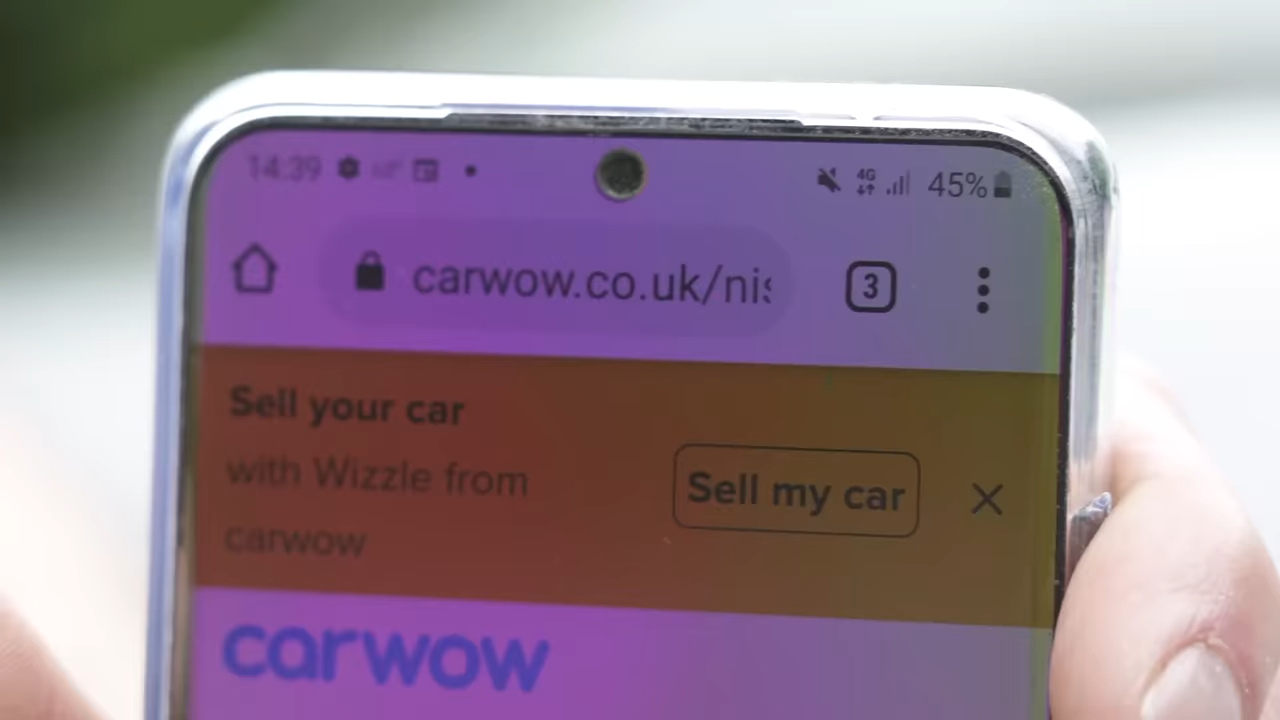 14:39
4G 45%
carwow.co.uk/nis
3
Sell your car
with Wizzle from
carwow
Sell my car
carwow